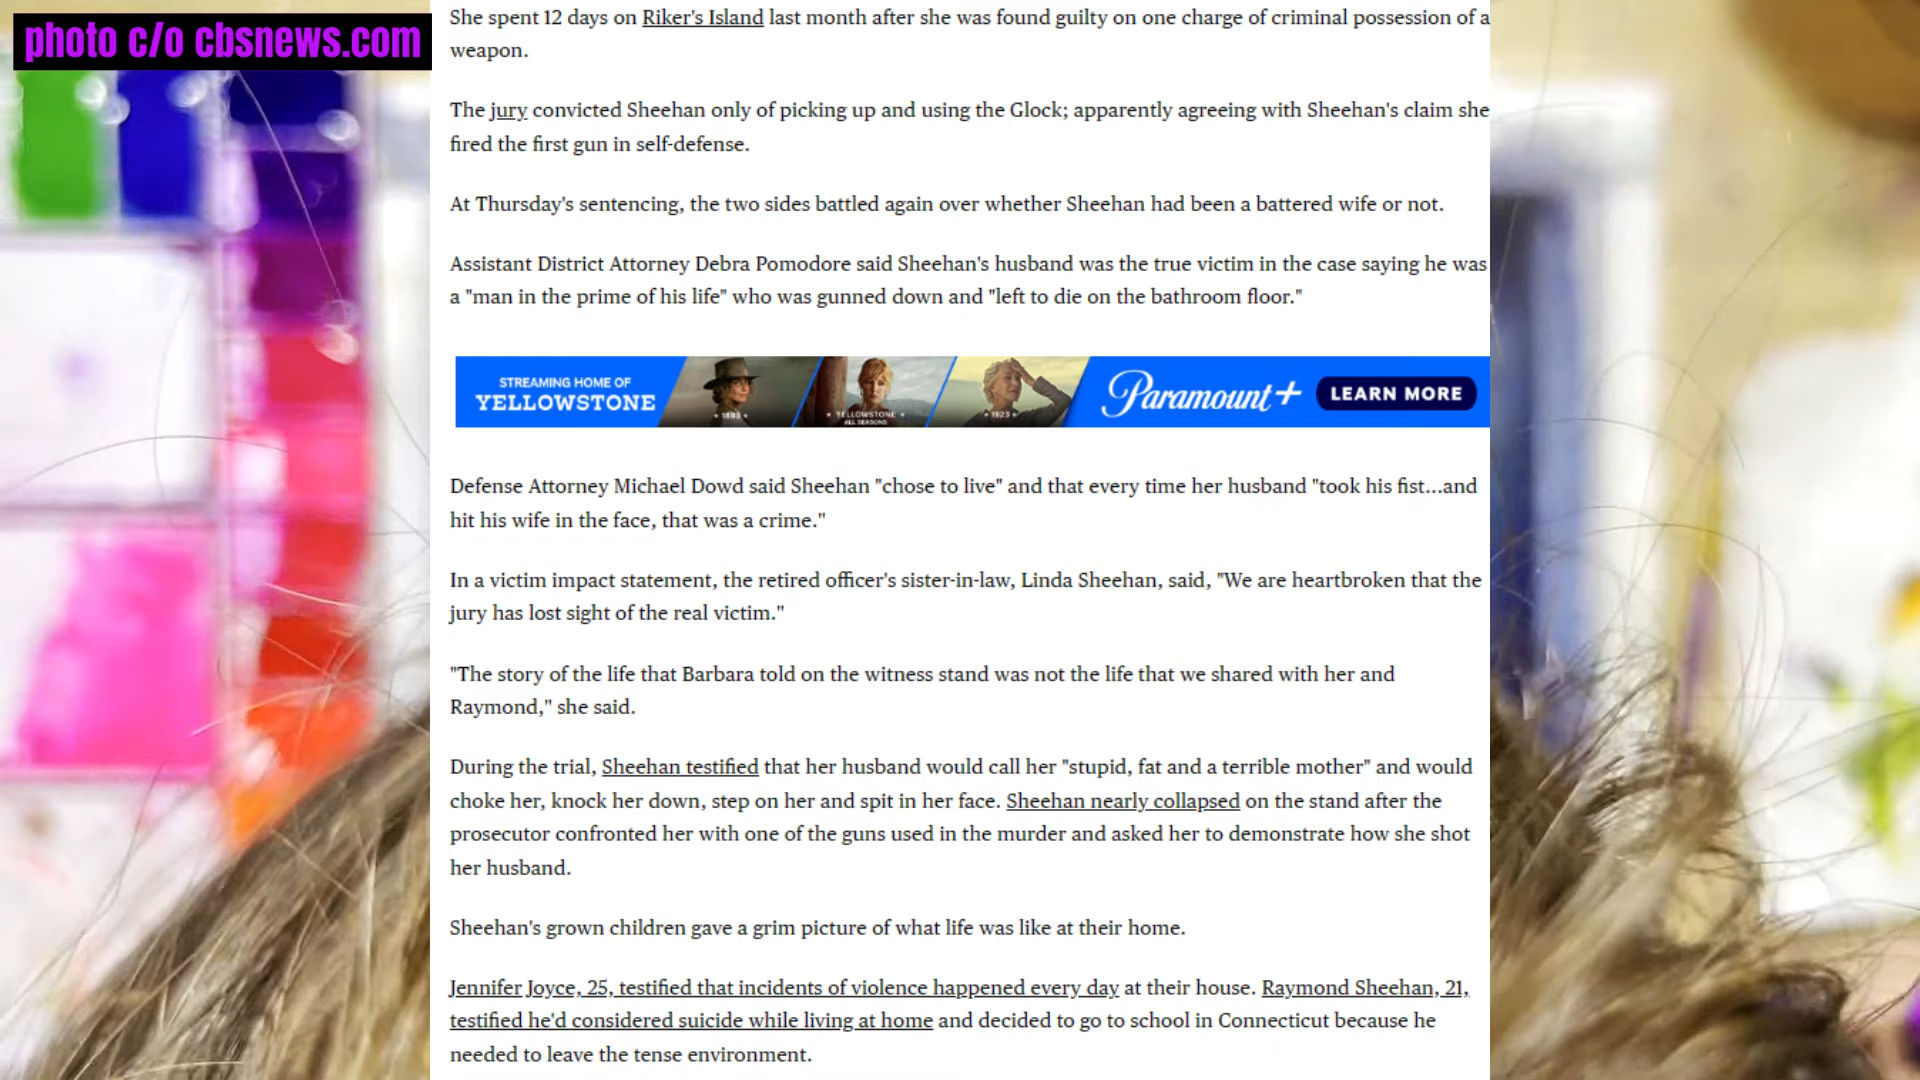 photo c/o cbsnews.com
She spent 12 days on Riker's Island last month after she was found guilty on one charge of criminal possession of a
weapon.
The jury convicted Sheehan only of picking up and using the Glock; apparently agreeing with Sheehan's claim she
fired the first gun in self-defense.
At Thursday's sentencing, the two sides battled again over whether Sheehan had been a battered wife or not.
Assistant District Attorney Debra Pomodore said Sheehan's husband was the true victim in the case saying he was
a "man in the prime of his life" who was gunned down and "left to die on the bathroom floor."
STREAMING HOME OF
YELLOWSTONE
1883
YELLOWSTONE
ALL SEASONS
1923
Paramount+
LEARN MORE
Defense Attorney Michael Dowd said Sheehan "chose to live" and that every time her husband "took his fist...and
hit his wife in the face, that was a crime."
In a victim impact statement, the retired officer's sister-in-law, Linda Sheehan, said, "We are heartbroken that the
jury has lost sight of the real victim."
"The story of the life that Barbara told on the witness stand was not the life that we shared with her and
Raymond," she said.
During the trial, Sheehan testified that her husband would call her "stupid, fat and a terrible mother" and would
choke her, knock her down, step on her and spit in her face. Sheehan nearly collapsed on the stand after the
prosecutor confronted her with one of the guns used in the murder and asked her to demonstrate how she shot
her husband.
Sheehan's grown children gave a grim picture of what life was like at their home.
Jennifer Joyce, 25, testified that incidents of violence happened every day at their house. Raymond Sheehan, 21,
testified he'd considered suicide while living at home and decided to go to school in Connecticut because he
needed to leave the tense environment.